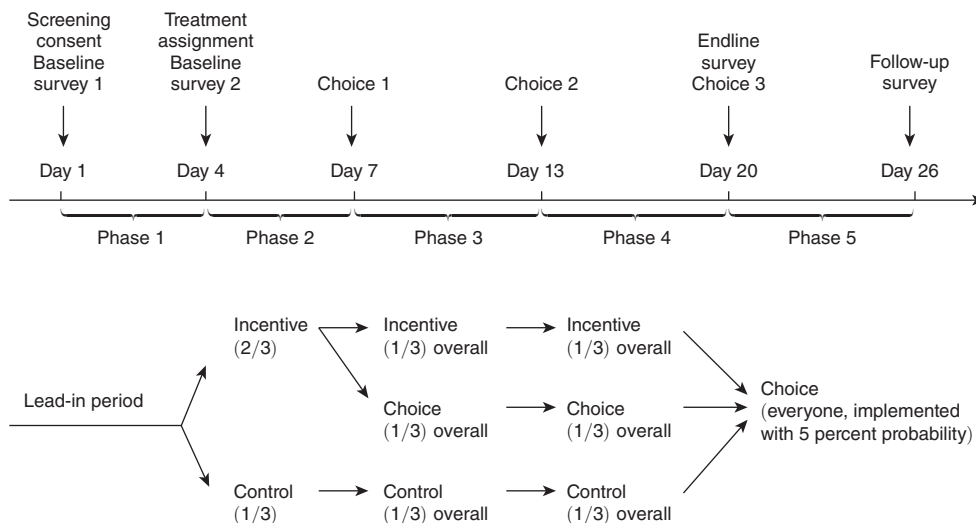 Screening
consent
Baseline
survey 1
Treatment
assignment
Baseline
survey 2
Choice 1
Choice 2
Endline
survey
Choice 3
Follow-up
survey
Day 1
Day 4
Day 7
Day 13
Day 20
Day 26
Phase 1
Phase 2
Phase 3
Phase 4
Phase 5
Lead-in period
Incentive
(2/3)
Incentive
(1/3) overall
Incentive
(1/3) overall
Choice
(1/3) overall
Choice
(1/3) overall
Choice
(everyone, implemented
with 5 percent probability)
Control
(1/3)
Control
(1/3) overall
Control
(1/3) overall